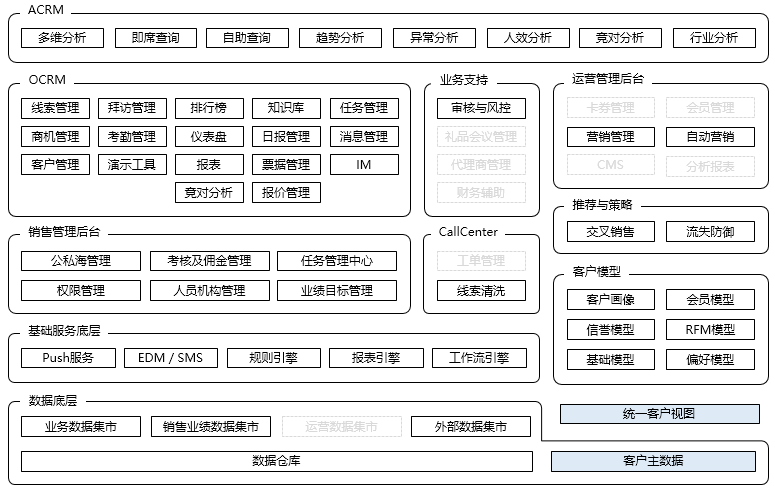 ACRM
多维分析
即席查询
自助查询
趋势分析
异常分析
人效分析
竞对分析
行业分析
OCRM
线索管理
拜访管理
排行榜
知识库
任务管理
商机管理
考勤管理
仪表盘
日报管理
消息管理
客户管理
演示工具
报表
票据管理
IM
竞对分析
报价管理
业务支持
审核与风控
礼品会议管理
代理商管理
财务辅助
运营管理后台
卡券管理
会员管理
营销管理
自动营销
CMS
分析报表
推荐与策略
交叉销售
流失防御
销售管理后台
公私海管理
考核及佣金管理
任务管理中心
权限管理
人员机构管理
业绩目标管理
CallCenter
工单管理
线索清洗
客户模型
客户画像
会员模型
信誉模型
RFM模型
基础模型
偏好模型
基础服务底层
Push服务
EDM / SMS
规则引擎
报表引擎
工作流引擎
数据底层
业务数据集市
销售业绩数据集市
运营数据集市
外部数据集市
统一客户视图
数据仓库
客户主数据